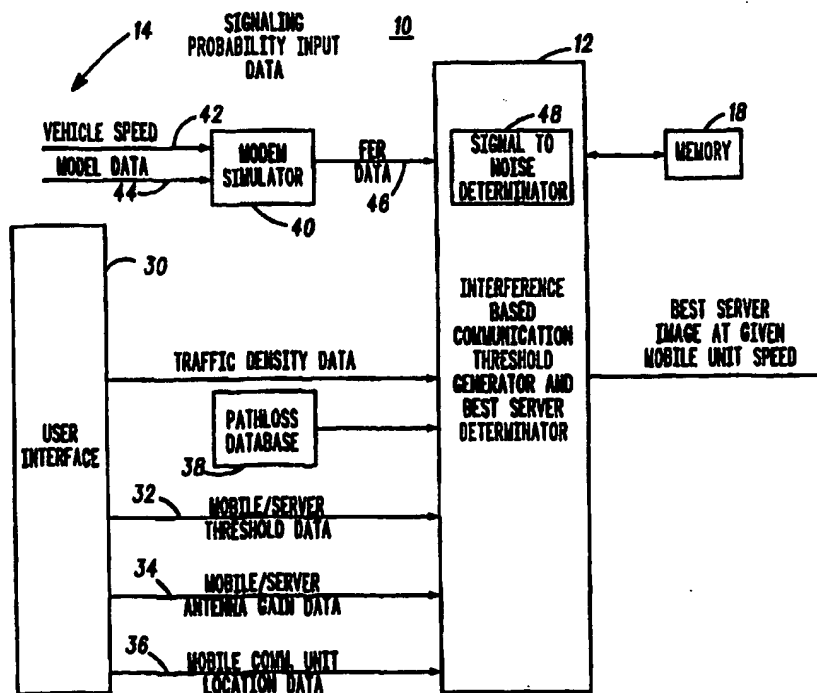 14
SIGNALING
PROBABILITY INPUT
DATA
10
12
VEHICLE SPEED
42
MODEL DATA
44
MODEM
SIMULATOR
40
FER
DATA
46
48
SIGNAL TO
NOISE
DETERMINATOR
18
MEMORY
30
USER
INTERFACE
TRAFFIC DENSITY DATA
PATHLOSS
DATABASE
38
INTERFERENCE
BASED
COMMUNICATION
THRESHOLD
GENERATOR AND
BEST SERVER
DETERMINATOR
BEST SERVER
IMAGE AT GIVEN
MOBILE UNIT SPEED
32
MOBILE/SERVER
THRESHOLD DATA
34
MOBILE/SERVER
ANTENNA GAIN DATA
36
MOBILE COMM. UNIT
LOCATION DATA